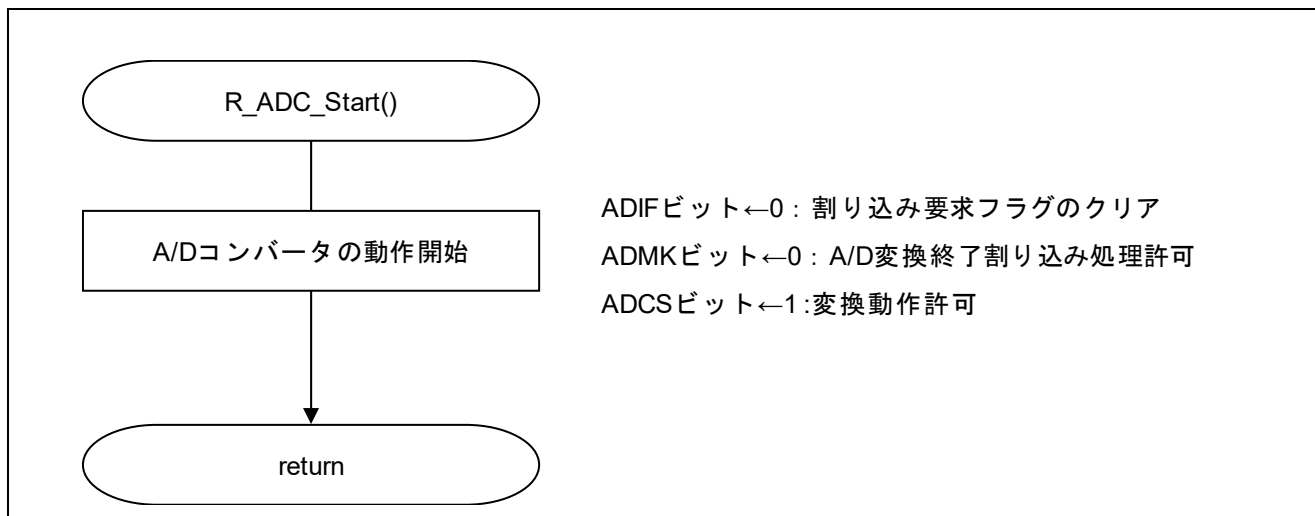 R_ADC_Start()
A/Dコンバータの動作開始
ADIFビット←0：割り込み要求フラグのクリア
ADMKビット←0：A/D変換終了割り込み処理許可
ADCSビット←1:変換動作許可
return